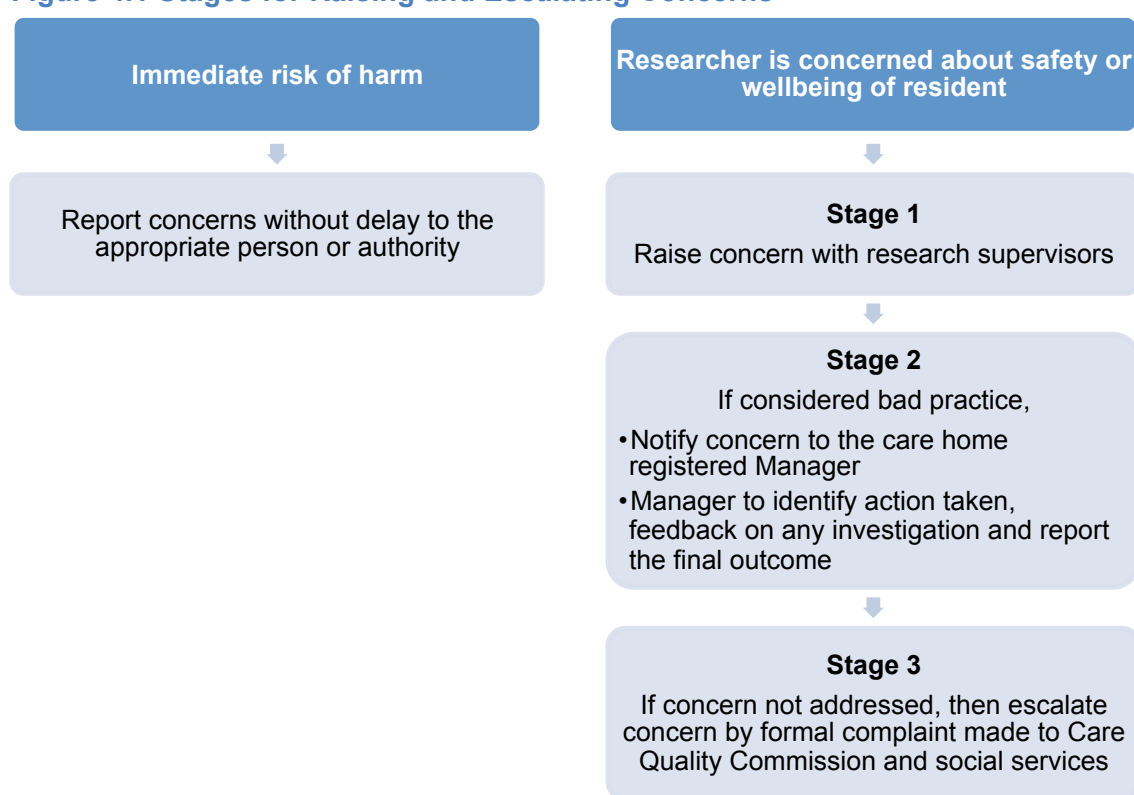 Immediate risk of harm
Report concerns without delay to the
appropriate person or authority
Researcher is concerned about safety or
wellbeing of resident
Stage 1
Raise concern with research supervisors
Stage 2
If considered bad practice,
•Notify concern to the care home
registered Manager
•Manager to identify action taken,
feedback on any investigation and report
the final outcome
Stage 3
If concern not addressed, then escalate
concern by formal complaint made to Care
Quality Commission and social services